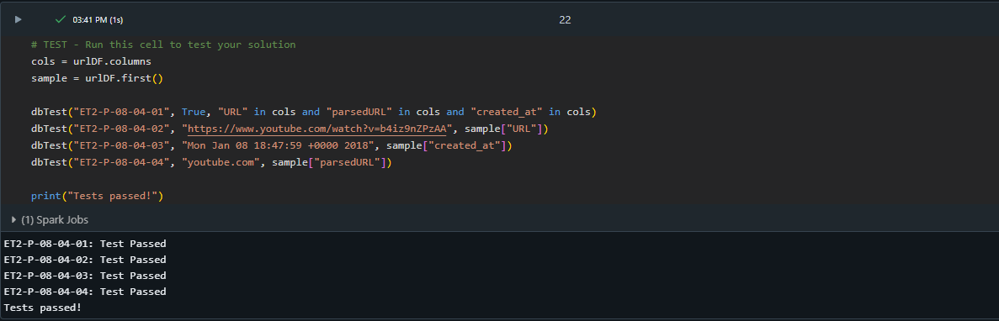 03:41 PM (1s)
22
# TEST - Run this cell to test your solution
cols = urlDF.columns
sample = urlDF.first()
dbTest("ET2-P-08-04-01", True, "URL" in cols and "parsedURL" in cols and "created_at" in cols)
dbTest("ET2-P-08-04-02", "https://www.youtube.com/watch?v=b4iz9nZPzAA", sample["URL"])
dbTest("ET2-P-08-04-03", "Mon Jan 08 18:47:59 +0000 2018", sample["created_at"])
dbTest("ET2-P-08-04-04", "youtube.com", sample["parsedURL"])
print("Tests passed!")
(1) Spark Jobs
ET2-P-08-04-01: Test Passed
ET2-P-08-04-02: Test Passed
ET2-P-08-04-03: Test Passed
ET2-P-08-04-04: Test Passed
Tests passed!